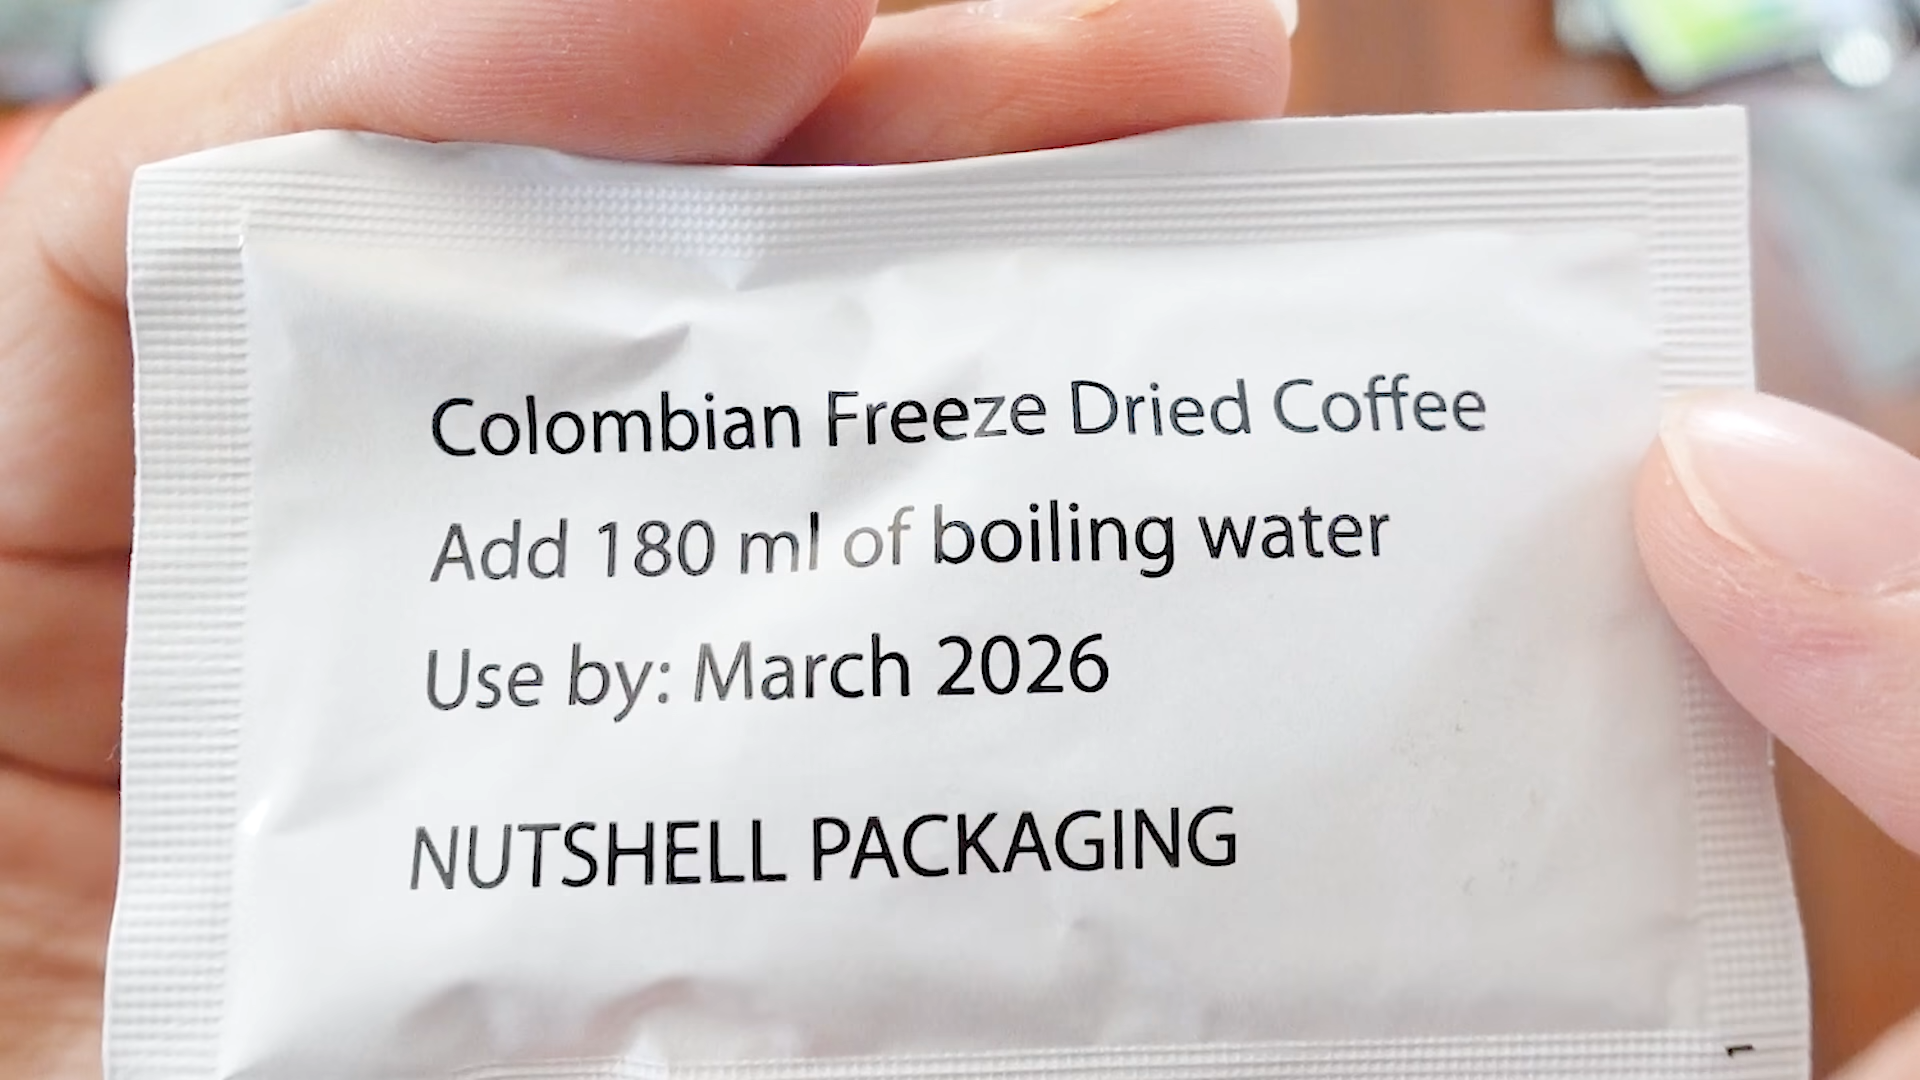 Colombian Freeze Dried Coffee
Add 180 ml of boiling water
Use by: March 2026
NUTSHELL PACKAGING